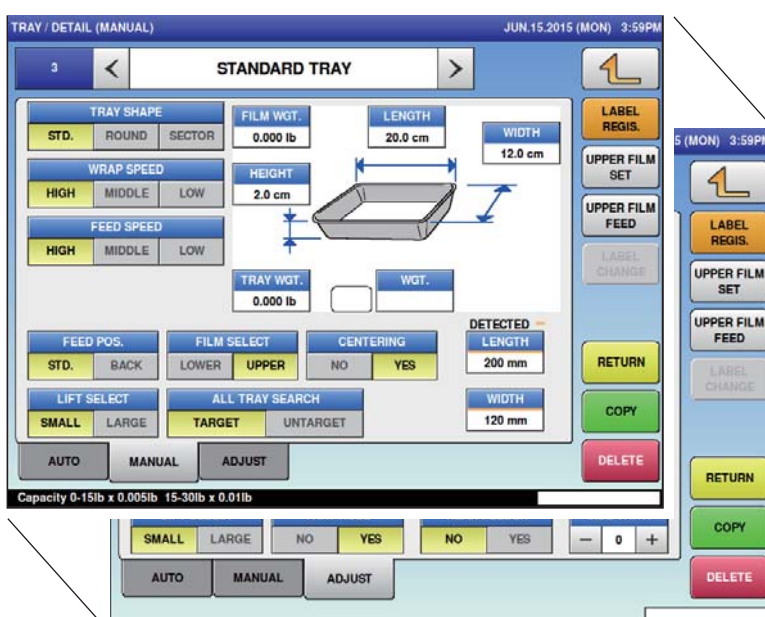 TRAY / DETAIL (MANUAL) JUN.15.2015 (MON) 3:59PM
3 < STANDARD TRAY >
TRAY SHAPE
STD. ROUND SECTOR
WRAP SPEED
HIGH MIDDLE LOW
FEED SPEED
HIGH MIDDLE LOW
FILM WGT.
0.000 lb
LENGTH
20.0 cm
WIDTH
12.0 cm
HEIGHT
2.0 cm
TRAY WGT.
0.000 lb
WGT.
FEED POS.
STD. BACK
FILM SELECT
LOWER UPPER
CENTERING
NO YES
DETECTED
LENGTH
200 mm
LIFT SELECT
SMALL LARGE
ALL TRAY SEARCH
TARGET UNTARGET
WIDTH
120 mm
LABEL
REGIS.
UPPER FILM
SET
UPPER FILM
FEED
LABEL
CHANGE
RETURN
COPY
DELETE
AUTO MANUAL ADJUST
Capacity 0-15lb x 0.005lb 15-30lb x 0.01lb
5 (MON) 3:59PM
LABEL
REGIS.
UPPER FILM
SET
UPPER FILM
FEED
LABEL
CHANGE
RETURN
COPY
DELETE
SMALL LARGE NO YES NO YES − 0 +
AUTO MANUAL ADJUST